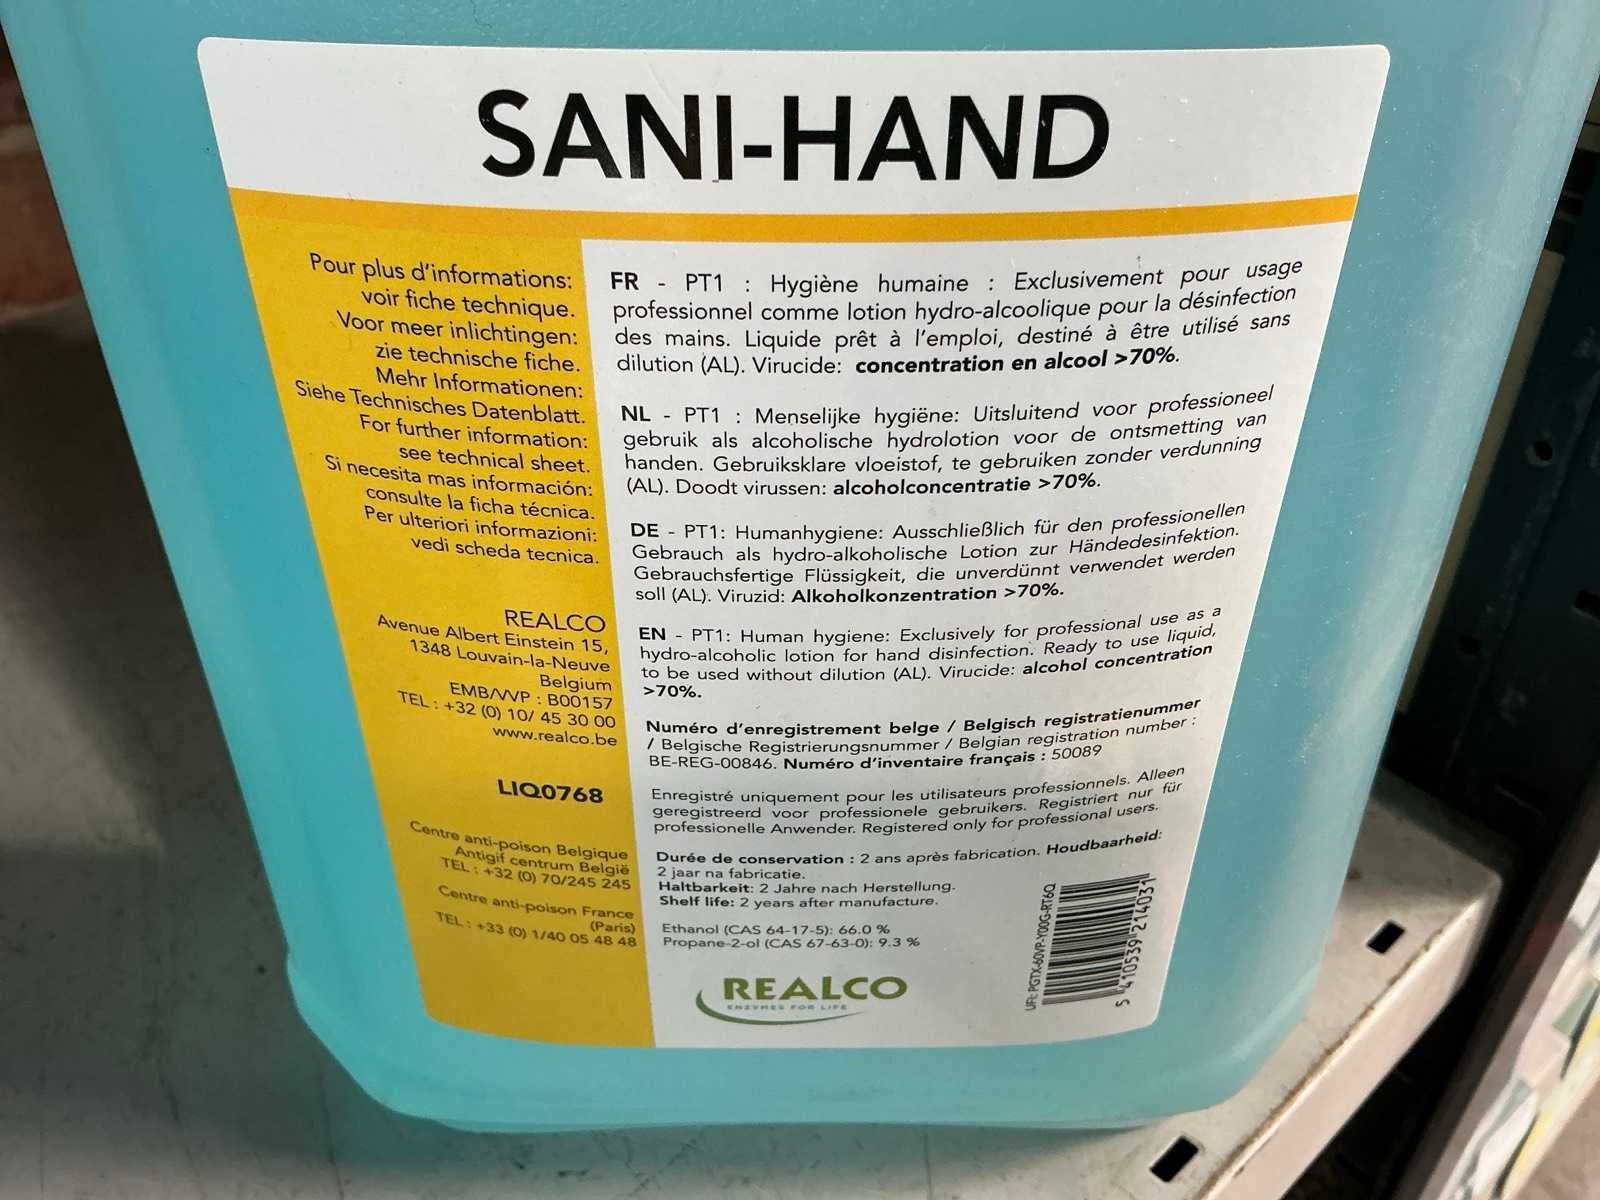 SANI-HAND
Pour plus d'informations:
voir fiche technique.
Voor meer inlichtingen:
zie technische fiche.
Mehr Informationen:
Siehe Technisches Datenblatt.
For further information:
see technical sheet.
Si necesita mas información:
consulte la ficha técnica.
Per ulteriori informazioni:
vedi scheda tecnica.
REALCO
Avenue Albert Einstein 15,
1348 Louvain-la-Neuve
Belgium
EMB/VVP : B00157
TEL : +32 (0) 10/ 45 30 00
www.realco.be
LIQ0768
Centre anti-poison Belgique
Antigif centrum België
TEL : +32 (0) 70/245 245
Centre anti-poison France
(Paris)
TEL : +33 (0) 1/40 05 48 48
FR - PT1 : Hygiène humaine : Exclusivement pour usage
professionnel comme lotion hydro-alcoolique pour la désinfection
des mains. Liquide prêt à l'emploi, destiné à être utilisé sans
dilution (AL). Virucide: concentration en alcool >70%.
NL - PT1 : Menselijke hygiëne: Uitsluitend voor professioneel
gebruik als alcoholische hydrolotion voor de ontsmetting van
handen. Gebruiksklare vloeistof, te gebruiken zonder verdunning
(AL). Doodt virussen: alcoholconcentratie >70%.
DE - PT1: Humanhygiene: Ausschließlich für den professionellen
Gebrauch als hydro-alkoholische Lotion zur Händedesinfektion.
Gebrauchsfertige Flüssigkeit, die unverdünnt verwendet werden
soll (AL). Viruzid: Alkoholkonzentration >70%.
EN - PT1: Human hygiene: Exclusively for professional use as a
hydro-alcoholic lotion for hand disinfection. Ready to use liquid,
to be used without dilution (AL). Virucide: alcohol concentration
>70%.
Numéro d'enregistrement belge / Belgisch registratienummer
/ Belgische Registrierungsnummer / Belgian registration number :
BE-REG-00846. Numéro d'inventaire français : 50089
Enregistré uniquement pour les utilisateurs professionnels. Alleen
geregistreerd voor professionele gebruikers. Registriert nur für
professionelle Anwender. Registered only for professional users.
Durée de conservation : 2 ans après fabrication. Houdbaarheid:
2 jaar na fabricatie.
Haltbarkeit: 2 Jahre nach Herstellung.
Shelf life: 2 years after manufacture.
Ethanol (CAS 64-17-5): 66.0 %
Propane-2-ol (CAS 67-63-0): 9.3 %
REALCO
ENZYMES FOR LIFE
UFI: PGTX-60VP-Y00G-RT6Q
5 410539 214031